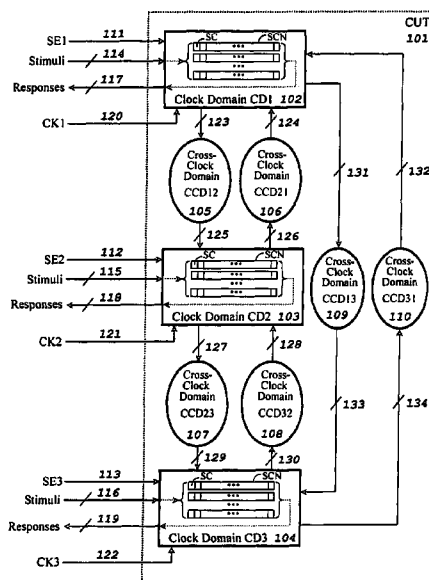 CUT
101
SE1 111
Stimuli 114
Responses 117
CK1 120
SC SCN
Clock Domain CD1 102
123 124
Cross-
Clock
Domain
CCD12
105
Cross-
Clock
Domain
CCD21
106
131 132
125 126
SE2 112
Stimuli 115
Responses 118
CK2 121
SC SCN
Clock Domain CD2 103
Cross-
Clock
Domain
CCD13
109
Cross-
Clock
Domain
CCD31
110
127 128
Cross-
Clock
Domain
CCD23
107
Cross-
Clock
Domain
CCD32
108
133 134
129 130
SE3 113
Stimuli 116
Responses 119
CK3 122
SC SCN
Clock Domain CD3 104